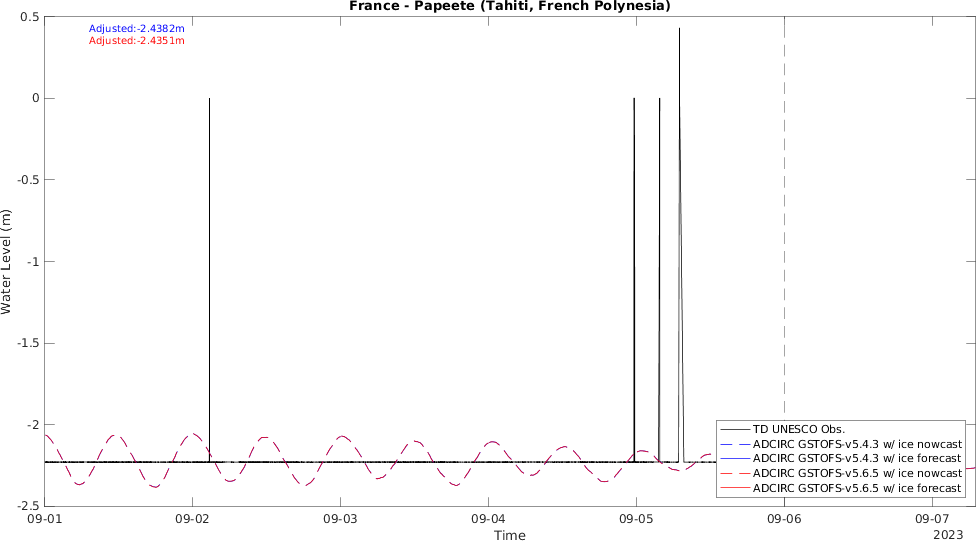 France - Papeete (Tahiti, French Polynesia)
Adjusted:-2.4382m
Adjusted:-2.4351m
0.5
0
-0.5
-1
-1.5
-2
-2.5
Water Level (m)
09-01 09-02 09-03 09-04 09-05 09-06 09-07
Time
2023
TD UNESCO Obs.
ADCIRC GSTOFS-v5.4.3 w/ ice nowcast
ADCIRC GSTOFS-v5.4.3 w/ ice forecast
ADCIRC GSTOFS-v5.6.5 w/ ice nowcast
ADCIRC GSTOFS-v5.6.5 w/ ice forecast